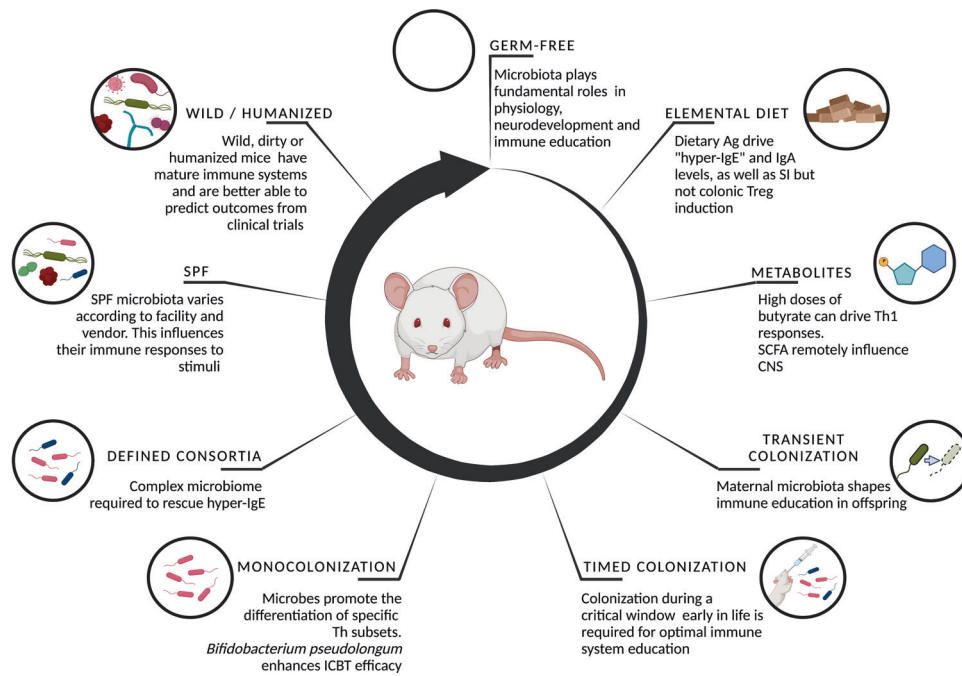 GERM-FREE
Microbiota plays
fundamental roles in
physiology,
neurodevelopment and
immune education
ELEMENTAL DIET
Dietary Ag drive
"hyper-IgE" and IgA
levels, as well as SI but
not colonic Treg
induction
METABOLITES
High doses of
butyrate can drive Th1
responses.
SCFA remotely influence
CNS
P
TRANSIENT
COLONIZATION
Maternal microbiota shapes
immune education in offspring
TIMED COLONIZATION
Colonization during a
critical window early in life is
required for optimal immune
system education
MONOCOLONIZATION
Microbes promote the
differentiation of specific
Th subsets.
Bifidobacterium pseudolongum
enhances ICBT efficacy
DEFINED CONSORTIA
Complex microbiome
required to rescue hyper-IgE
SPF
SPF microbiota varies
according to facility and
vendor. This influences
their immune responses to
stimuli
WILD / HUMANIZED
Wild, dirty or
humanized mice have
mature immune systems
and are better able to
predict outcomes from
clinical trials